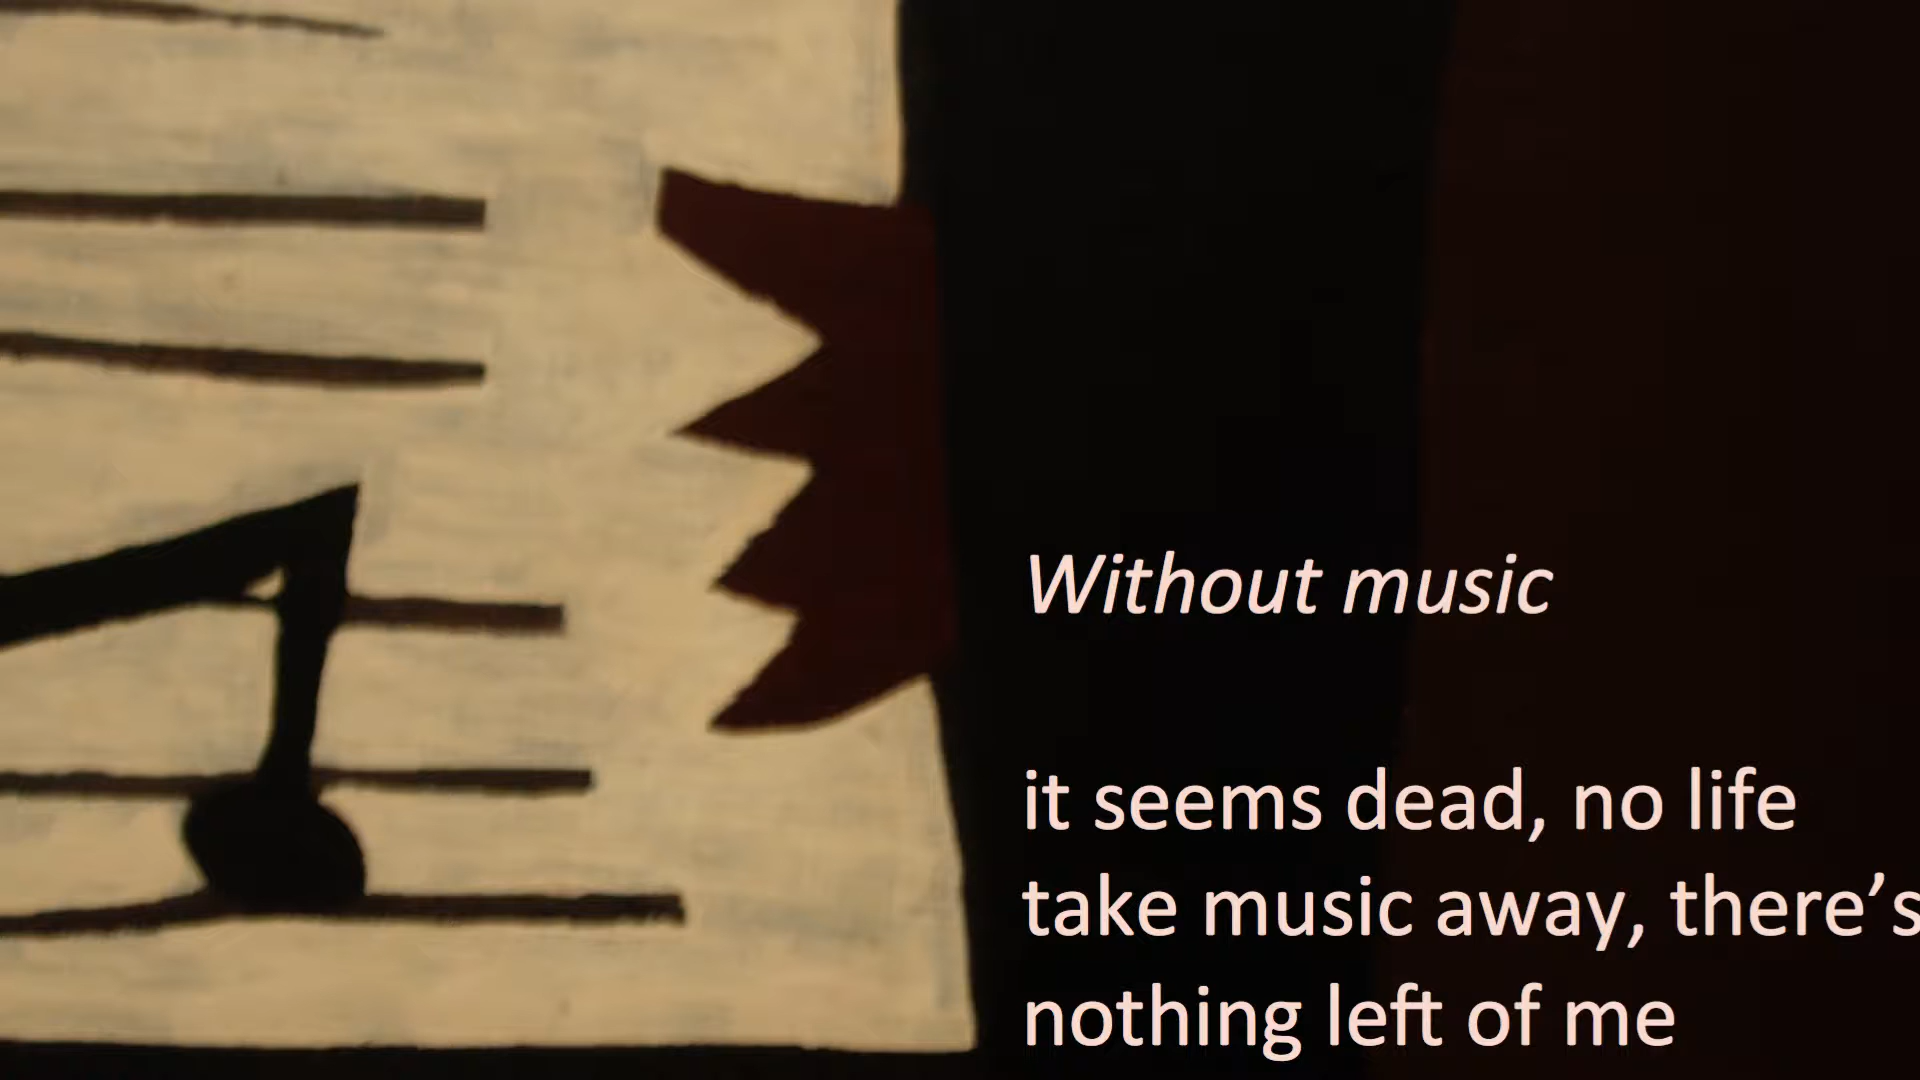 Without music
it seems dead, no life
take music away, there’s
nothing left of me